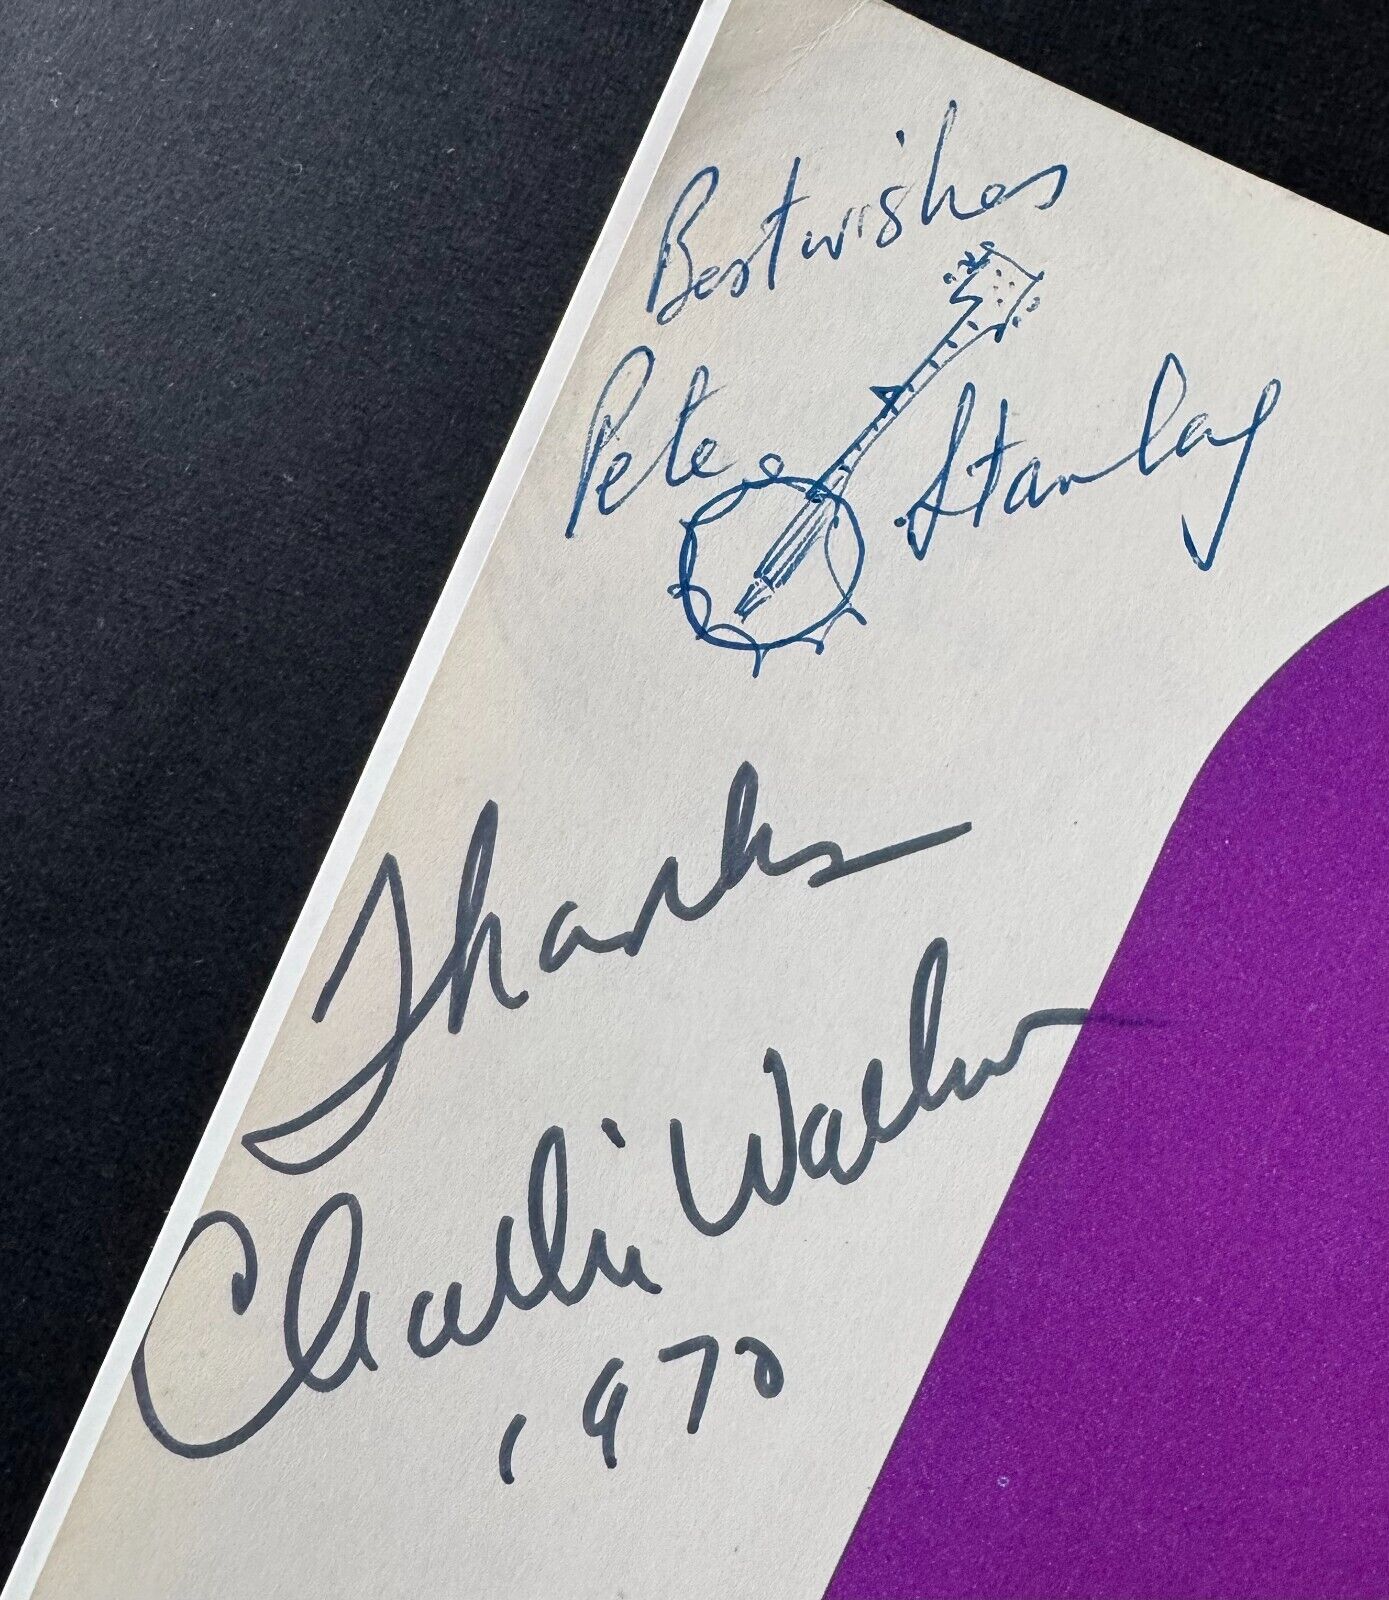 Best wishes
Pete Stanley
Thanks
Charlie Walker
1970